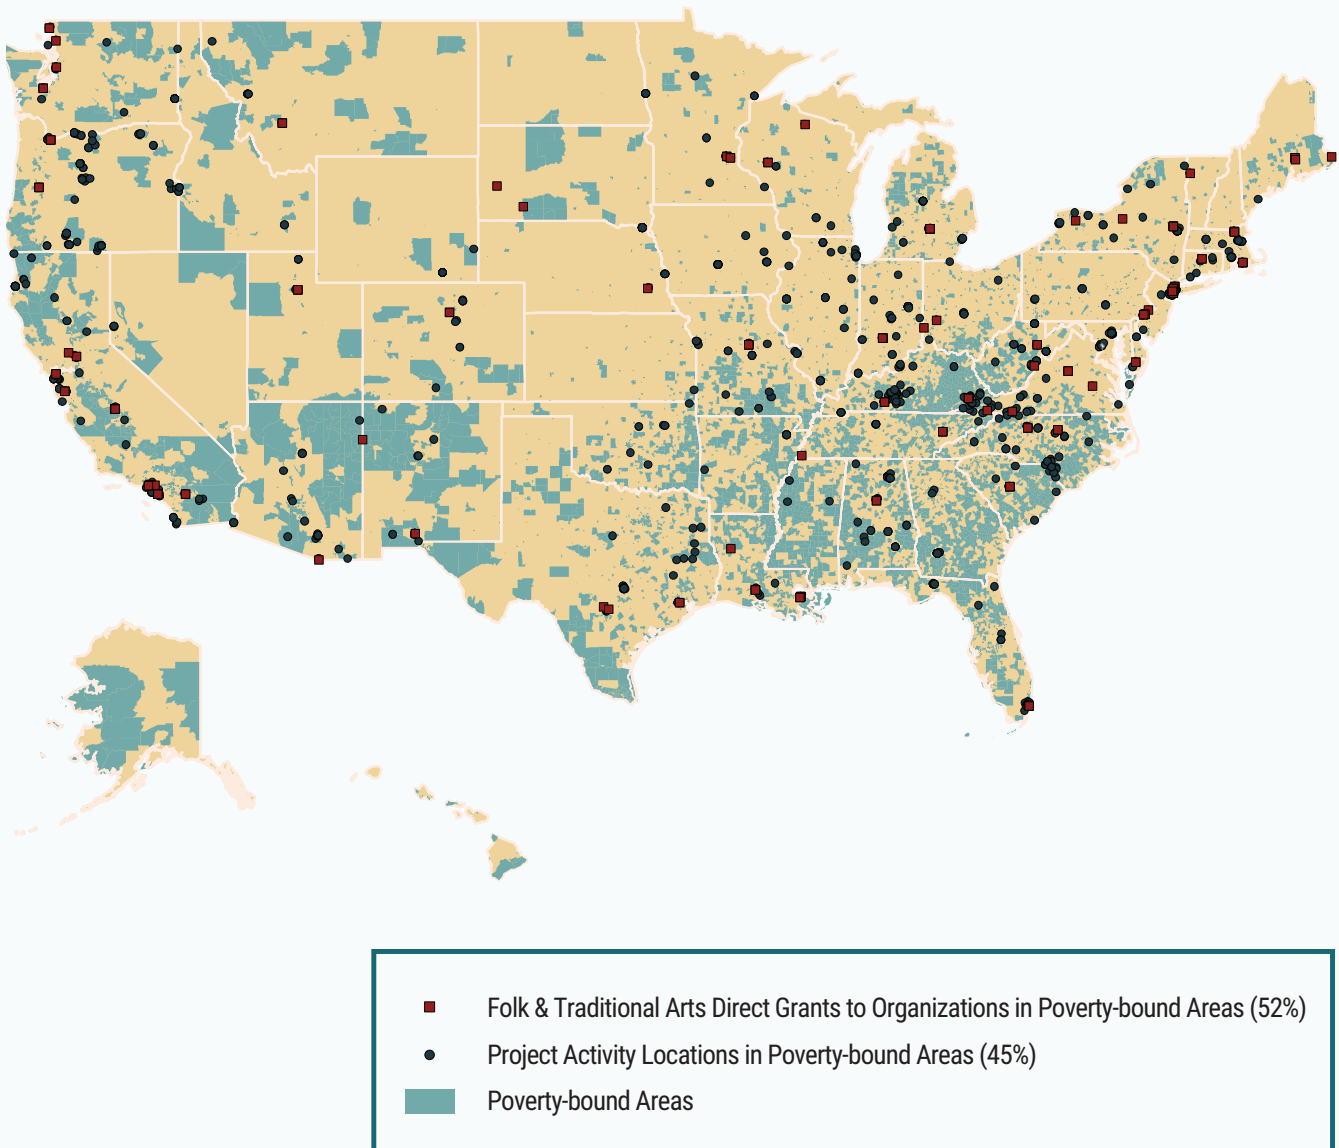 Folk & Traditional Arts Direct Grants to Organizations in Poverty-bound Areas (52%)
Project Activity Locations in Poverty-bound Areas (45%)
Poverty-bound Areas